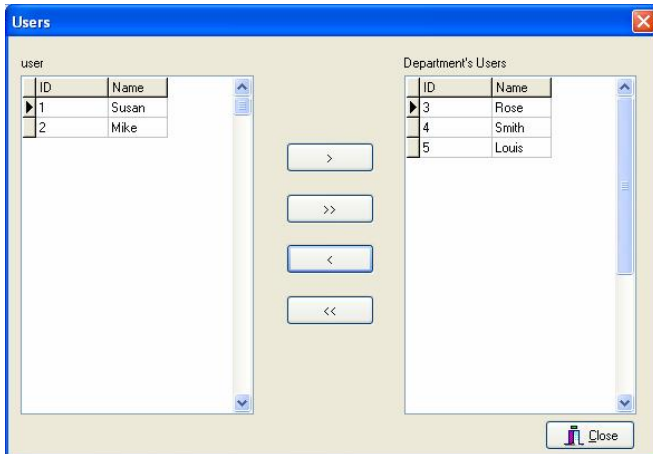 Users
user
ID Name
1 Susan
2 Mike
>
>>
<
<<
Department's Users
ID Name
3 Rose
4 Smith
5 Louis
Close